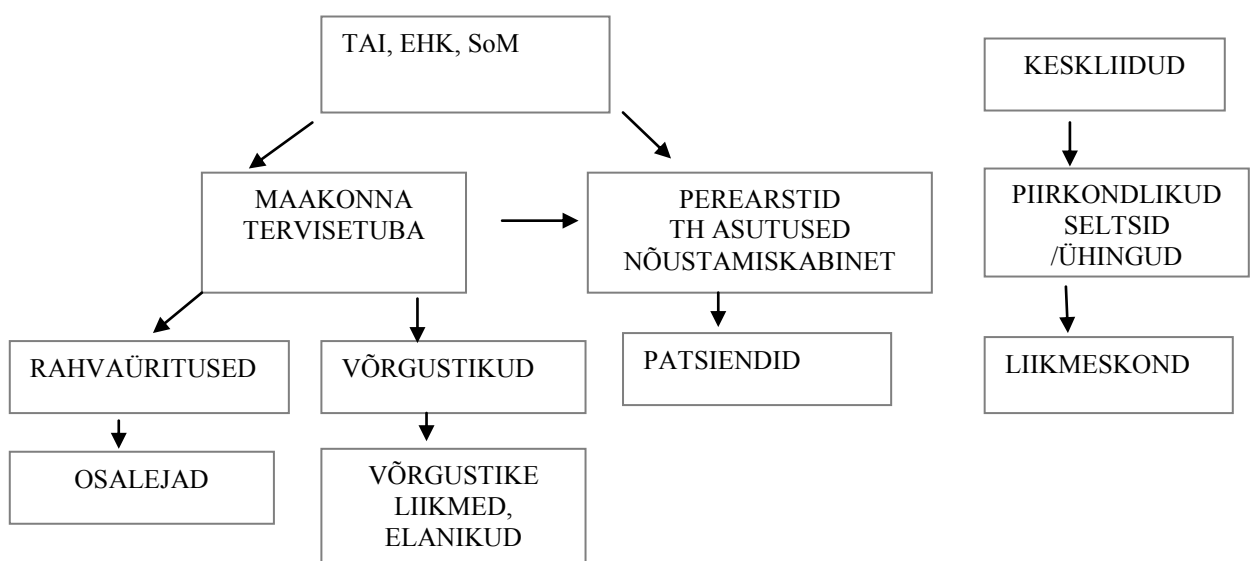 TAI, EHK, SoM
KESKLIIDUD
MAAKONNA
TERVISETUBA
PEREARSTID
TH ASUTUSED
NÕUSTAMISKABINET
PIIRKONDLIKUD
SELTSID
/ÜHINGUD
RAHVAÜRITUSED
VÕRGUSTIKUD
PATSIENDID
LIIKMESKOND
OSALEJAD
VÕRGUSTIKE
LIIKMED,
ELANIKUD